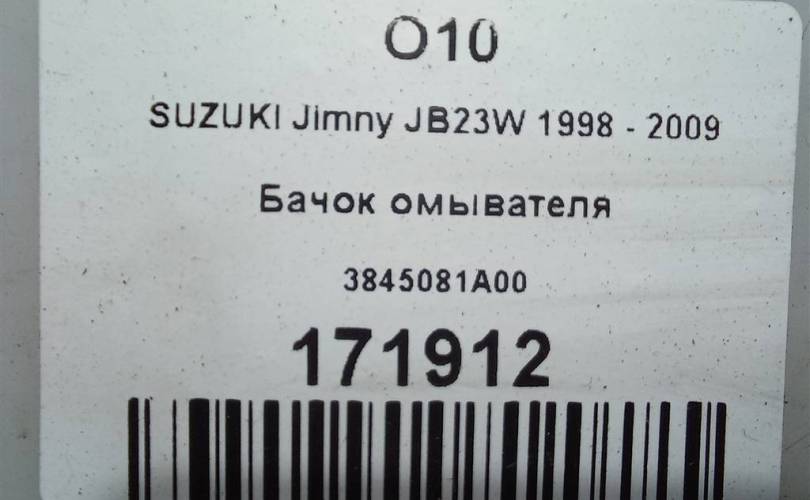 O10
SUZUKI Jimny JB23W 1998 - 2009
Бачок омывателя
3845081A00
171912